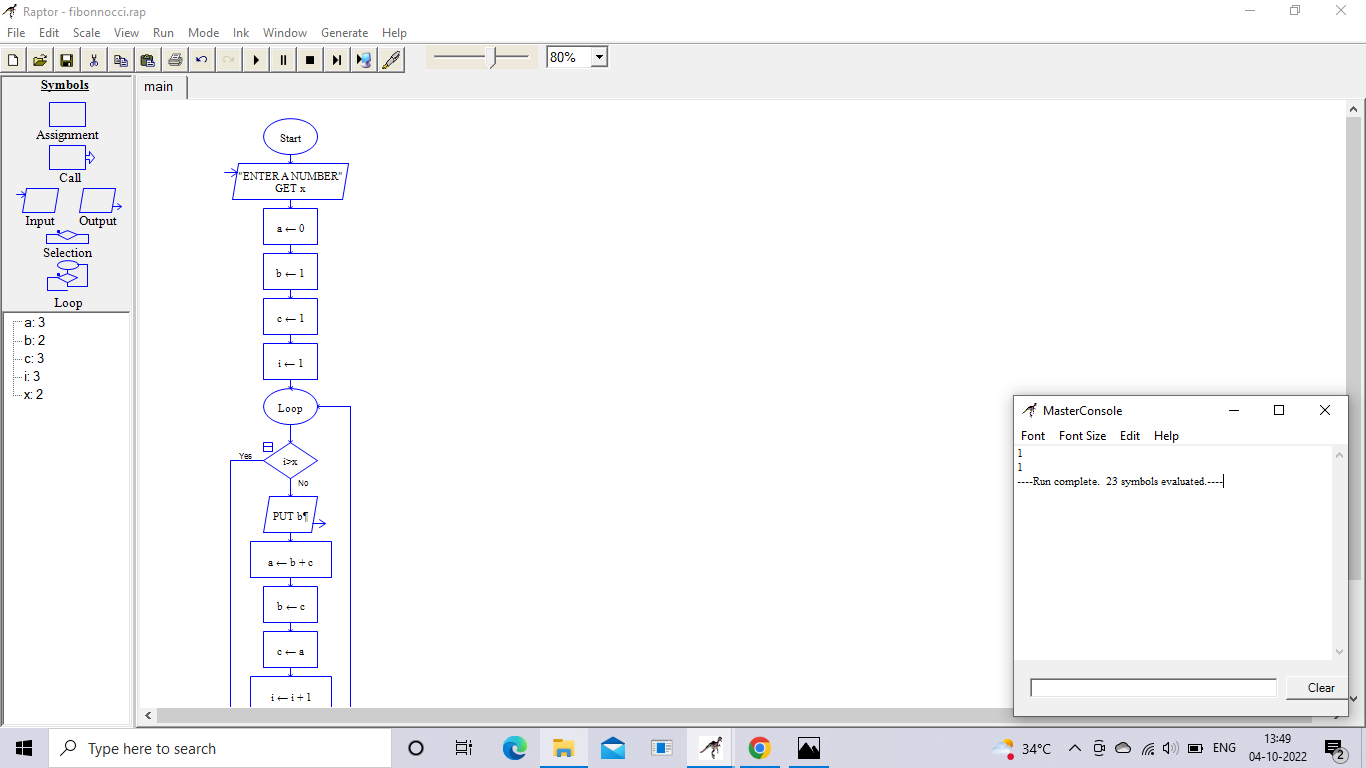 Raptor - fibonnocci.rap
File Edit Scale View Run Mode Ink Window Generate Help
80%
Symbols
Assignment
Call
Input Output
Selection
Loop
a: 3
b: 2
c: 3
i: 3
x: 2
main
Start
"ENTER A NUMBER"
GET x
a ← 0
b ← 1
c ← 1
i ← 1
Loop
Yes
i>x
No
PUT b¶
a ← b + c
b ← c
c ← a
i ← i + 1
MasterConsole
Font Font Size Edit Help
1
1
----Run complete.  23 symbols evaluated.----
Clear
Type here to search
34°C
ENG
13:49
04-10-2022
2